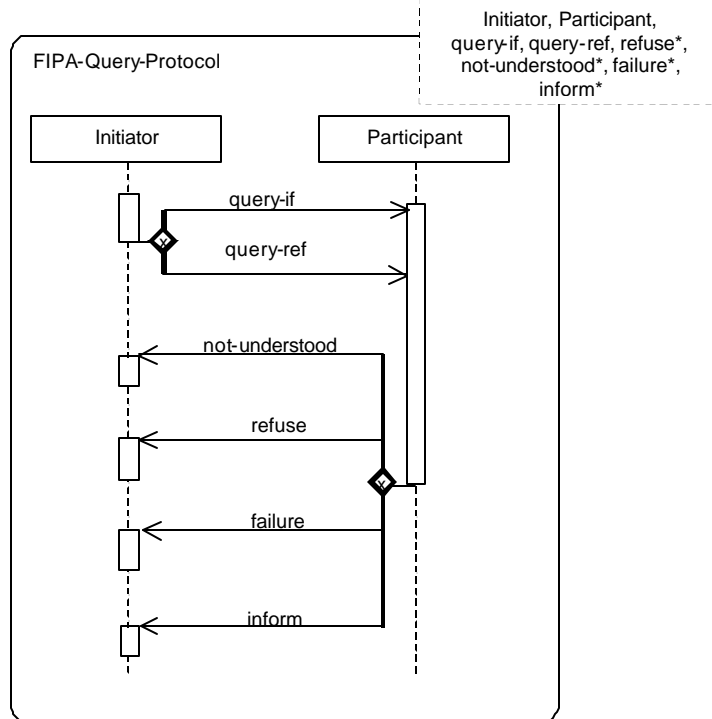 Initiator, Participant,
query-if, query-ref, refuse*,
not-understood*, failure*,
inform*
FIPA-Query-Protocol
Initiator
Participant
query-if
x
query-ref
not-understood
refuse
x
failure
inform